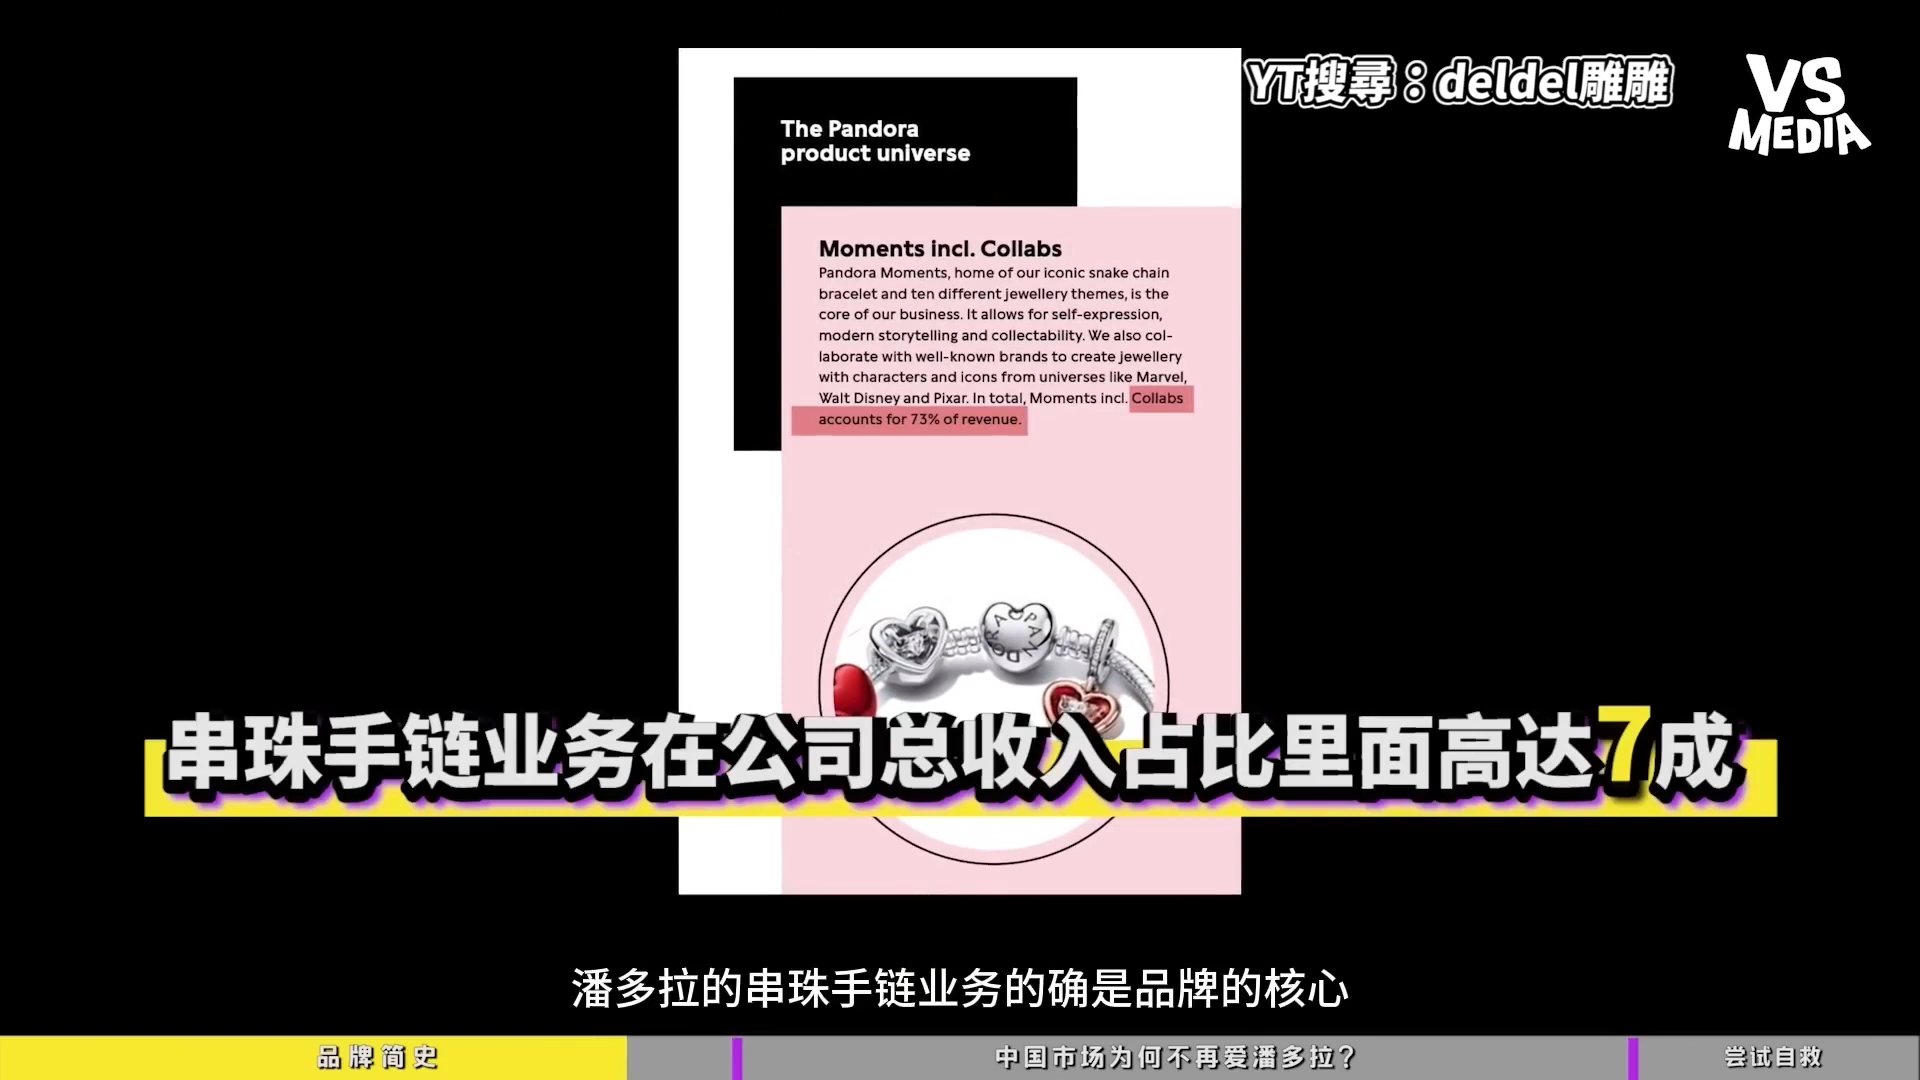 YT搜尋：deldel雕雕
VS
MEDIA
The Pandora
product universe
Moments incl. Collabs
Pandora Moments, home of our iconic snake chain
bracelet and ten different jewellery themes, is the
core of our business. It allows for self-expression,
modern storytelling and collectability. We also col-
laborate with well-known brands to create jewellery
with characters and icons from universes like Marvel,
Walt Disney and Pixar. In total, Moments incl. Collabs
accounts for 73% of revenue.
PANDORA
串珠手链业务在公司总收入占比里面高达7成
潘多拉的串珠手链业务的确是品牌的核心
品牌简史
中国市场为何不再爱潘多拉？
尝试自救